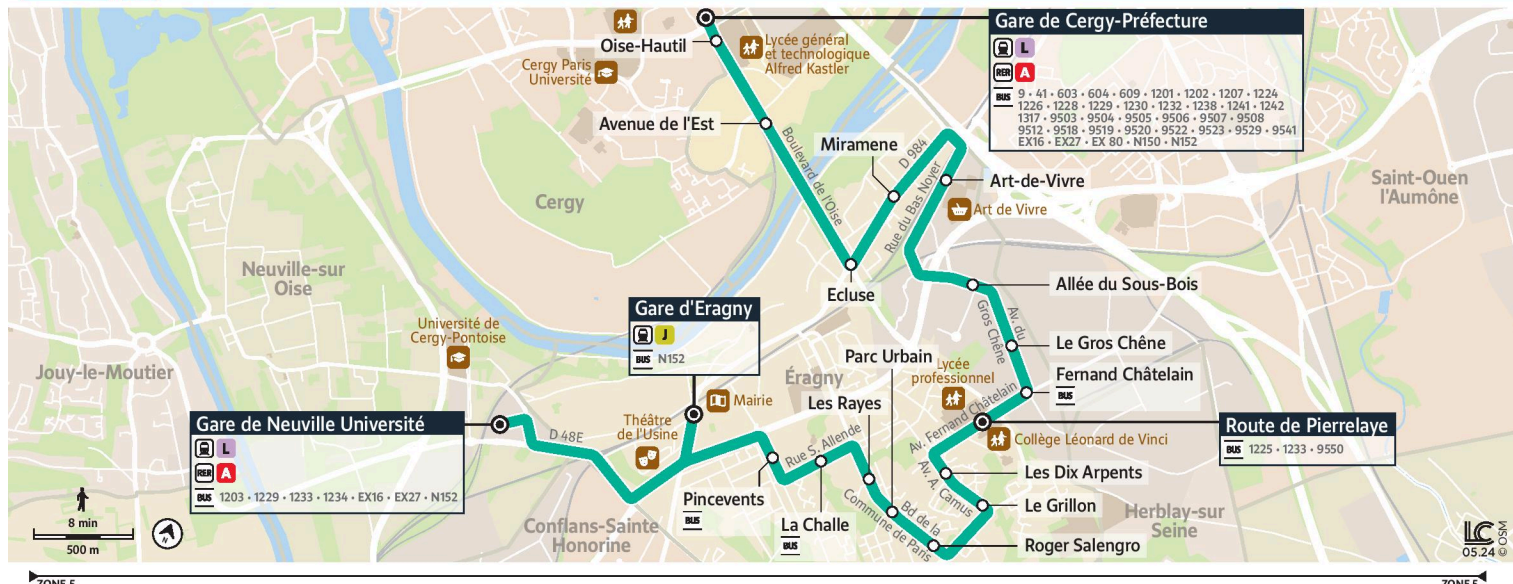 Gare de Cergy-Préfecture
L
RER A
BUS 9 • 41 • 603 • 604 • 609 • 1201 • 1202 • 1207 • 1224
1226 • 1228 • 1229 • 1230 • 1232 • 1238 • 1241 • 1242
1317 • 9503 • 9504 • 9505 • 9506 • 9507 • 9508
9512 • 9518 • 9519 • 9520 • 9522 • 9523 • 9529 • 9541
EX16 • EX27 • EX 80 • N150 • N152
Oise-Hautil
Lycée général
et technologique
Alfred Kastler
Cergy Paris
Université
Avenue de l'Est
Boulevard de l'Oise
Miramene
D 984
Rue du Bas Noyer
Art-de-Vivre
Art de Vivre
Saint-Ouen
l'Aumône
Cergy
Neuville-sur
Oise
Ecluse
Allée du Sous-Bois
Av. du
Gros Chêne
Le Gros Chêne
Fernand Châtelain
BUS
Gare d'Eragny
J
BUS N152
Université de
Cergy-Pontoise
Jouy-le-Moutier
Parc Urbain
Lycée
professionnel
Éragny
Les Rayes
Mairie
Théâtre
de l'Usine
Av. Fernand Châtelain
Collège Léonard de Vinci
Route de Pierrelaye
BUS 1225 • 1233 • 9550
Gare de Neuville Université
L
RER A
BUS 1203 • 1229 • 1233 • 1234 • EX16 • EX27 • N152
D 48E
Rue S. Allende
Pincevents
BUS
La Challe
BUS
Av. A. Camus
Les Dix Arpents
Le Grillon
Bd de la
Commune de Paris
Roger Salengro
Herblay-sur
Seine
Conflans-Sainte
Honorine
8 min
500 m
N
LC
05.24 © OSM
ZONE 5
ZONE 5